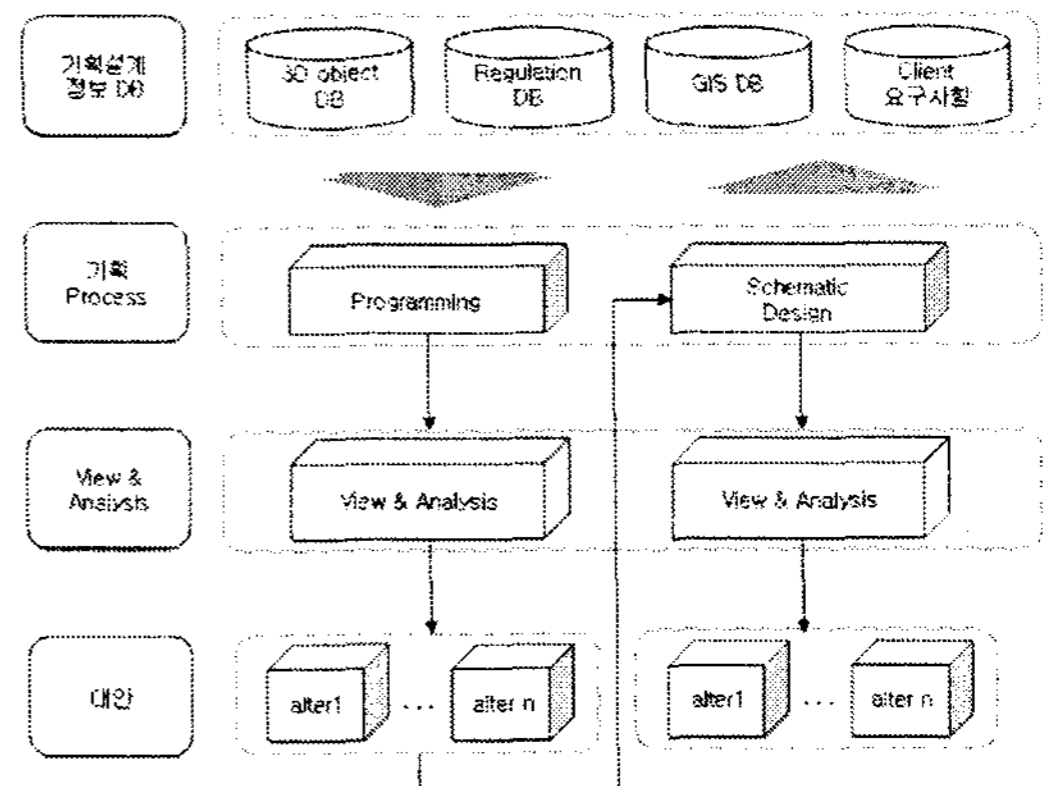 기획설계
정보 DB
3D object
DB
Regulation
DB
GIS DB
Client
요구사항
기획
Process
Programming
Schematic
Design
View &
Analysis
View & Analysis
View & Analysis
대안
alter1
...
alter n
alter1
...
alter n